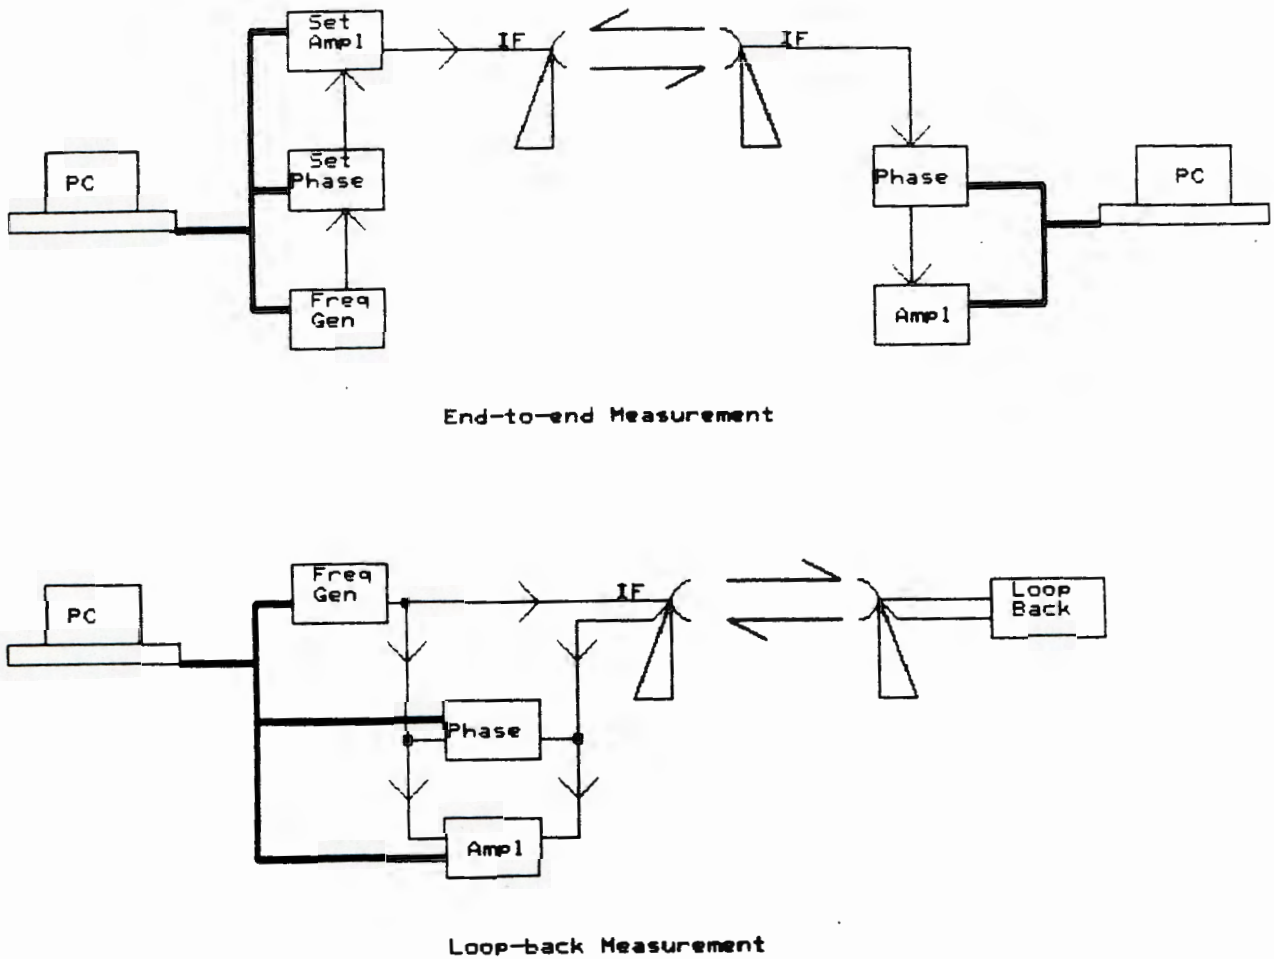 Set
Ampl
IF
IF
PC
Set
Phase
Phase
PC
Freq
Gen
Ampl
End-to-end Measurement
Freq
Gen
IF
Loop
Back
PC
Phase
Ampl
Loop-back Measurement